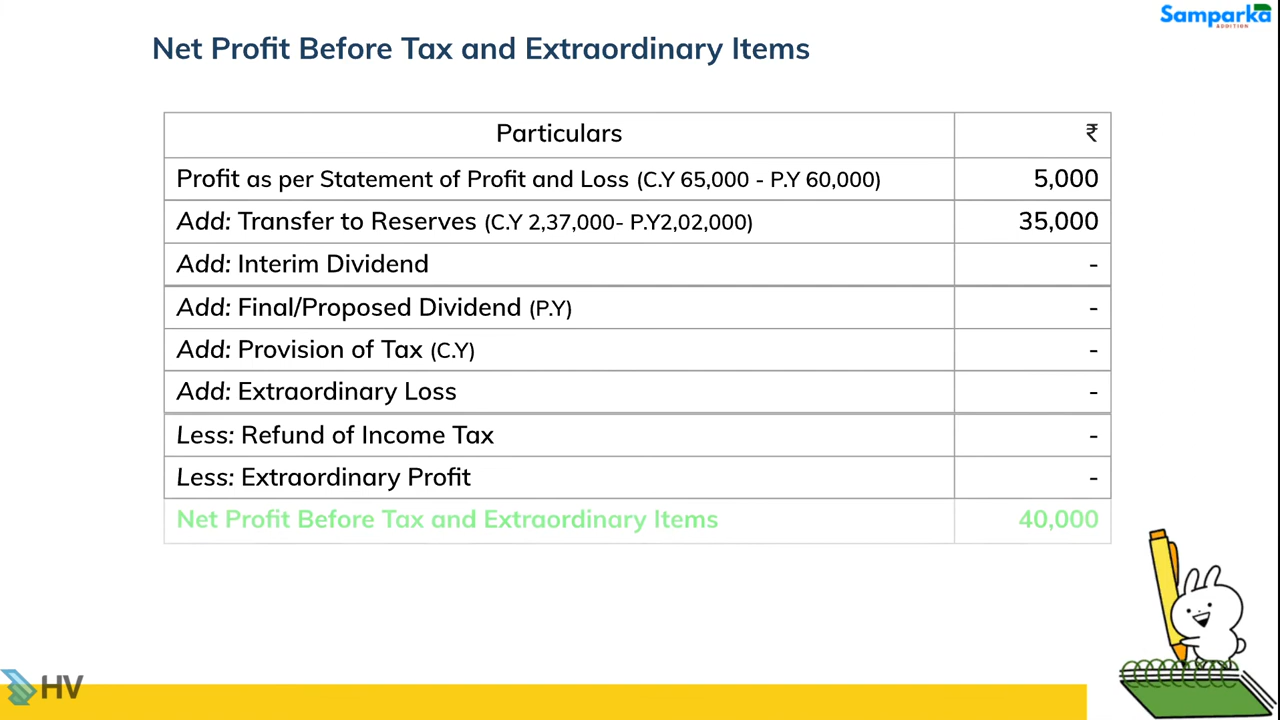 Samparka
ADDITION
Net Profit Before Tax and Extraordinary Items
Particulars ₹
Profit as per Statement of Profit and Loss (C.Y 65,000 - P.Y 60,000) 5,000
Add: Transfer to Reserves (C.Y 2,37,000- P.Y2,02,000) 35,000
Add: Interim Dividend -
Add: Final/Proposed Dividend (P.Y) -
Add: Provision of Tax (C.Y) -
Add: Extraordinary Loss -
Less: Refund of Income Tax -
Less: Extraordinary Profit -
Net Profit Before Tax and Extraordinary Items 40,000
HV